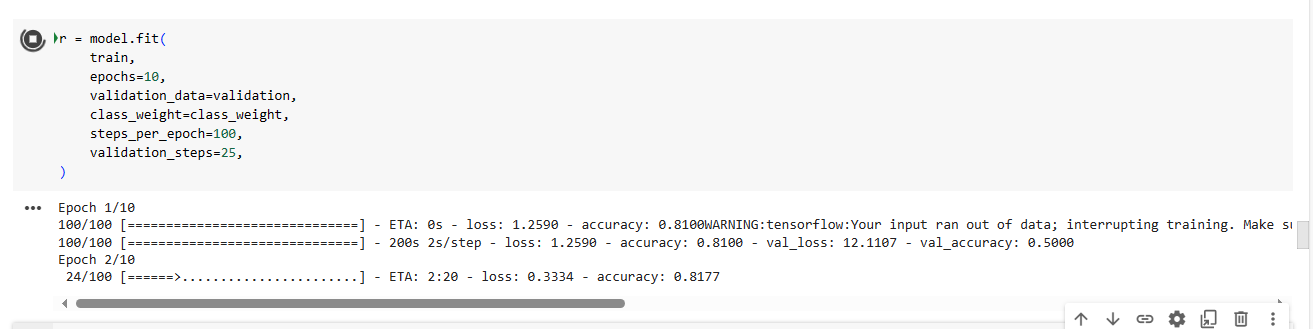 r = model.fit(
    train,
    epochs=10,
    validation_data=validation,
    class_weight=class_weight,
    steps_per_epoch=100,
    validation_steps=25,
)
Epoch 1/10
100/100 [==============================] - ETA: 0s - loss: 1.2590 - accuracy: 0.8100WARNING:tensorflow:Your input ran out of data; interrupting training. Make
100/100 [==============================] - 200s 2s/step - loss: 1.2590 - accuracy: 0.8100 - val_loss: 12.1107 - val_accuracy: 0.5000
Epoch 2/10
 24/100 [======>.......................] - ETA: 2:20 - loss: 0.3334 - accuracy: 0.8177